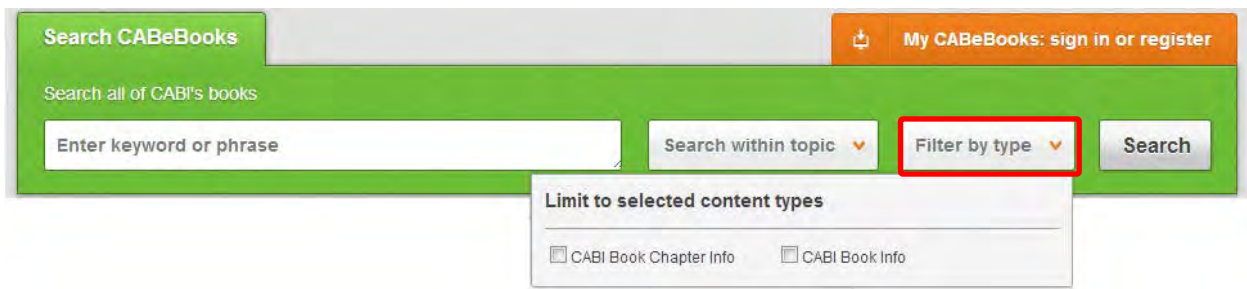 Search CABeBooks
My CABeBooks: sign in or register
Search all of CABI's books
Enter keyword or phrase
Search within topic
Filter by type
Search
Limit to selected content types
CABI Book Chapter Info
CABI Book Info